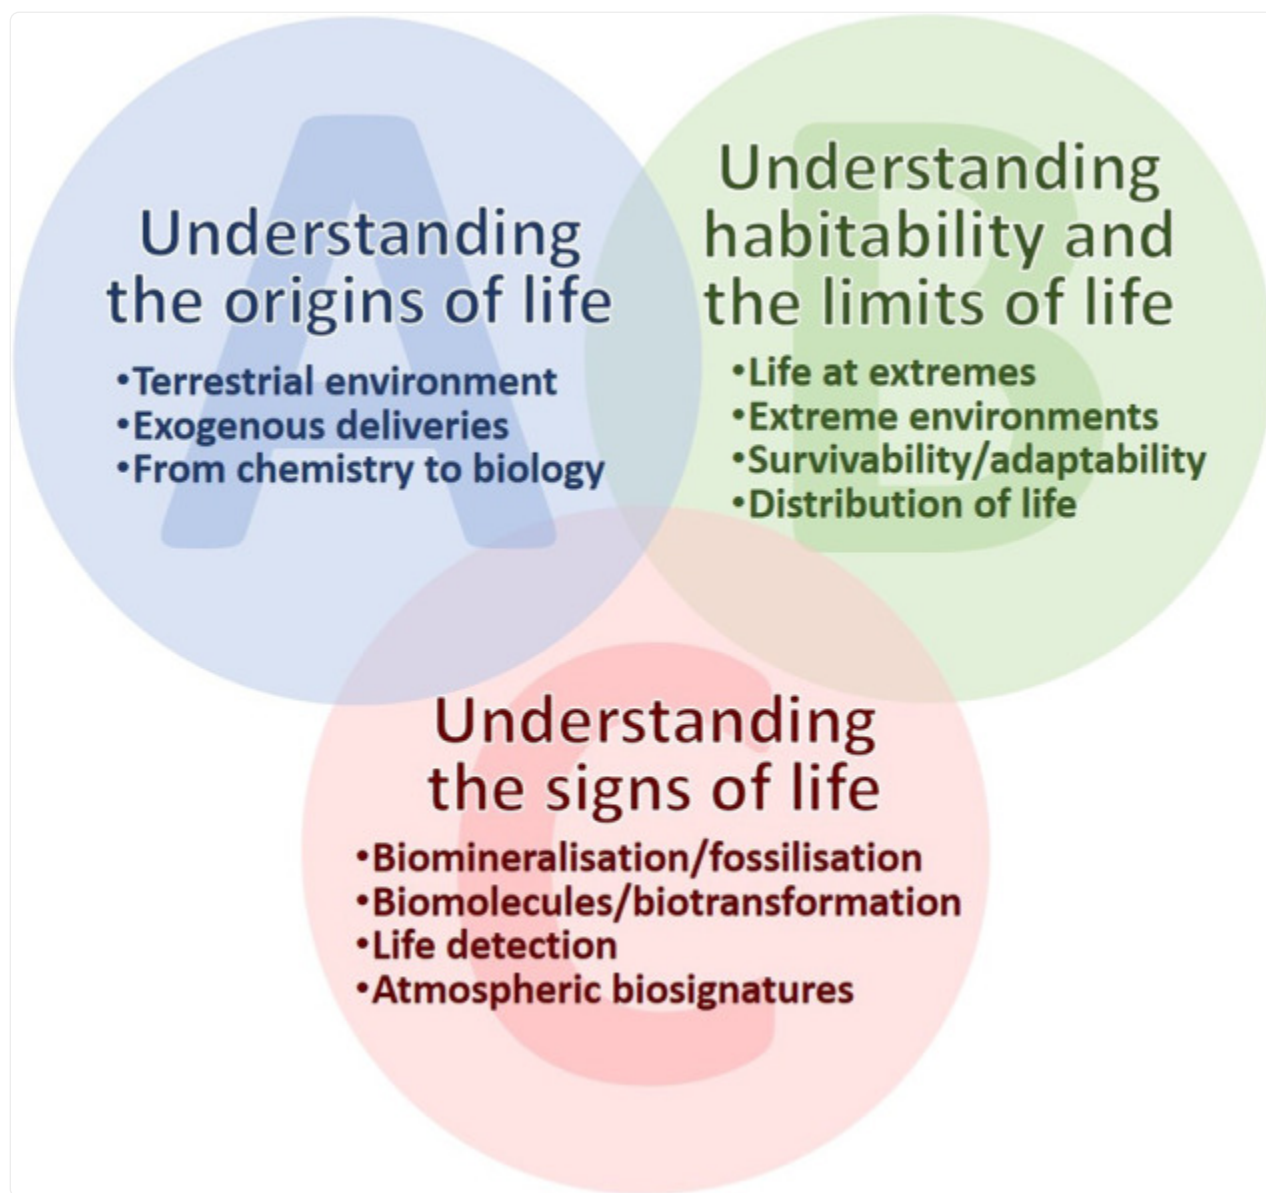 A
Understanding
the origins of life
•Terrestrial environment
•Exogenous deliveries
•From chemistry to biology
B
Understanding
habitability and
the limits of life
•Life at extremes
•Extreme environments
•Survivability/adaptability
•Distribution of life
C
Understanding
the signs of life
•Biomineralisation/fossilisation
•Biomolecules/biotransformation
•Life detection
•Atmospheric biosignatures